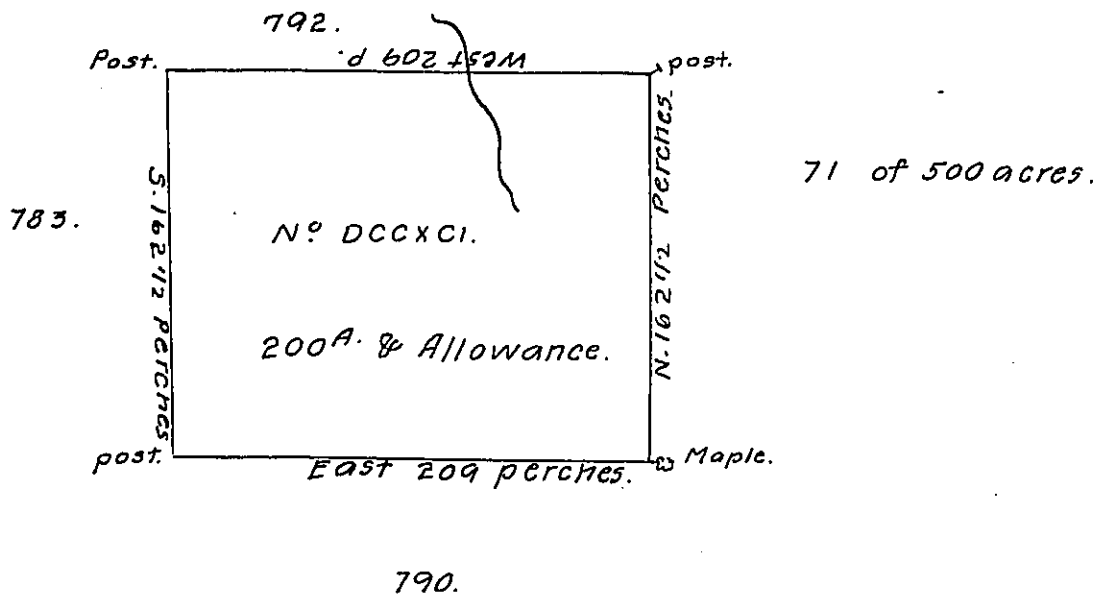 792.
West 209 p.
Post.
post.
N. 162 1/2 Perches.
71 of 500 acres.
783.
S. 162 1/2 Perches
Nº DCCXCI.
200A. & Allowance.
post.
East 209 perches.
Maple.
790.